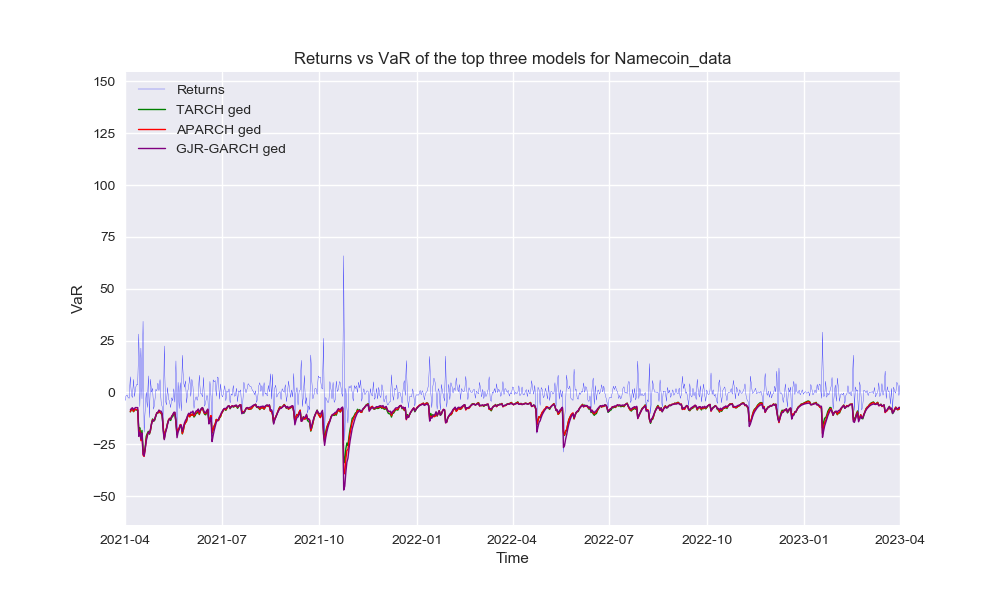 Returns vs VaR of the top three models for Namecoin_data
150
125
100
75
50
25
0
−25
−50
VaR
Returns
TARCH ged
APARCH ged
GJR-GARCH ged
2021-04 2021-07 2021-10 2022-01 2022-04 2022-07 2022-10 2023-01 2023-04
Time